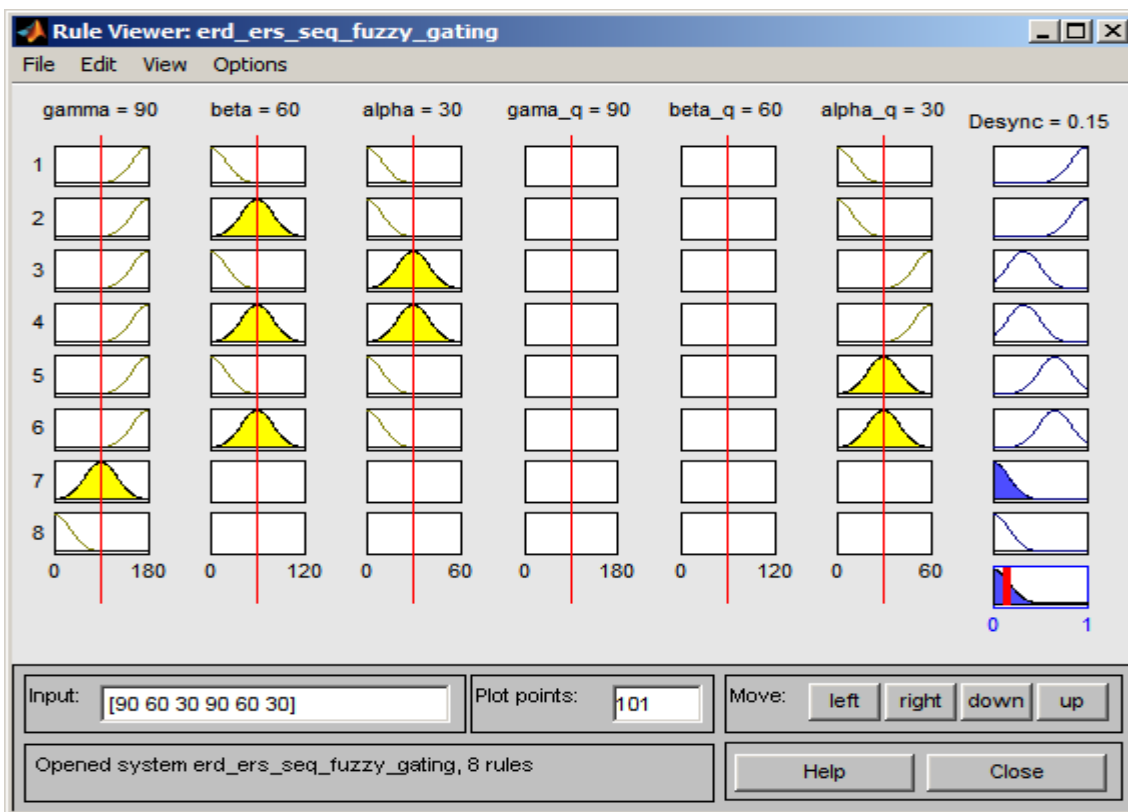 Rule Viewer: erd_ers_seq_fuzzy_gating
File Edit View Options
gamma = 90 beta = 60 alpha = 30 gama_q = 90 beta_q = 60 alpha_q = 30 Desync = 0.15
1
2
3
4
5
6
7
8
0 180 0 120 0 60 0 180 0 120 0 60
0 1
Input: [90 60 30 90 60 30] Plot points: 101 Move: left right down up
Opened system erd_ers_seq_fuzzy_gating, 8 rules Help Close